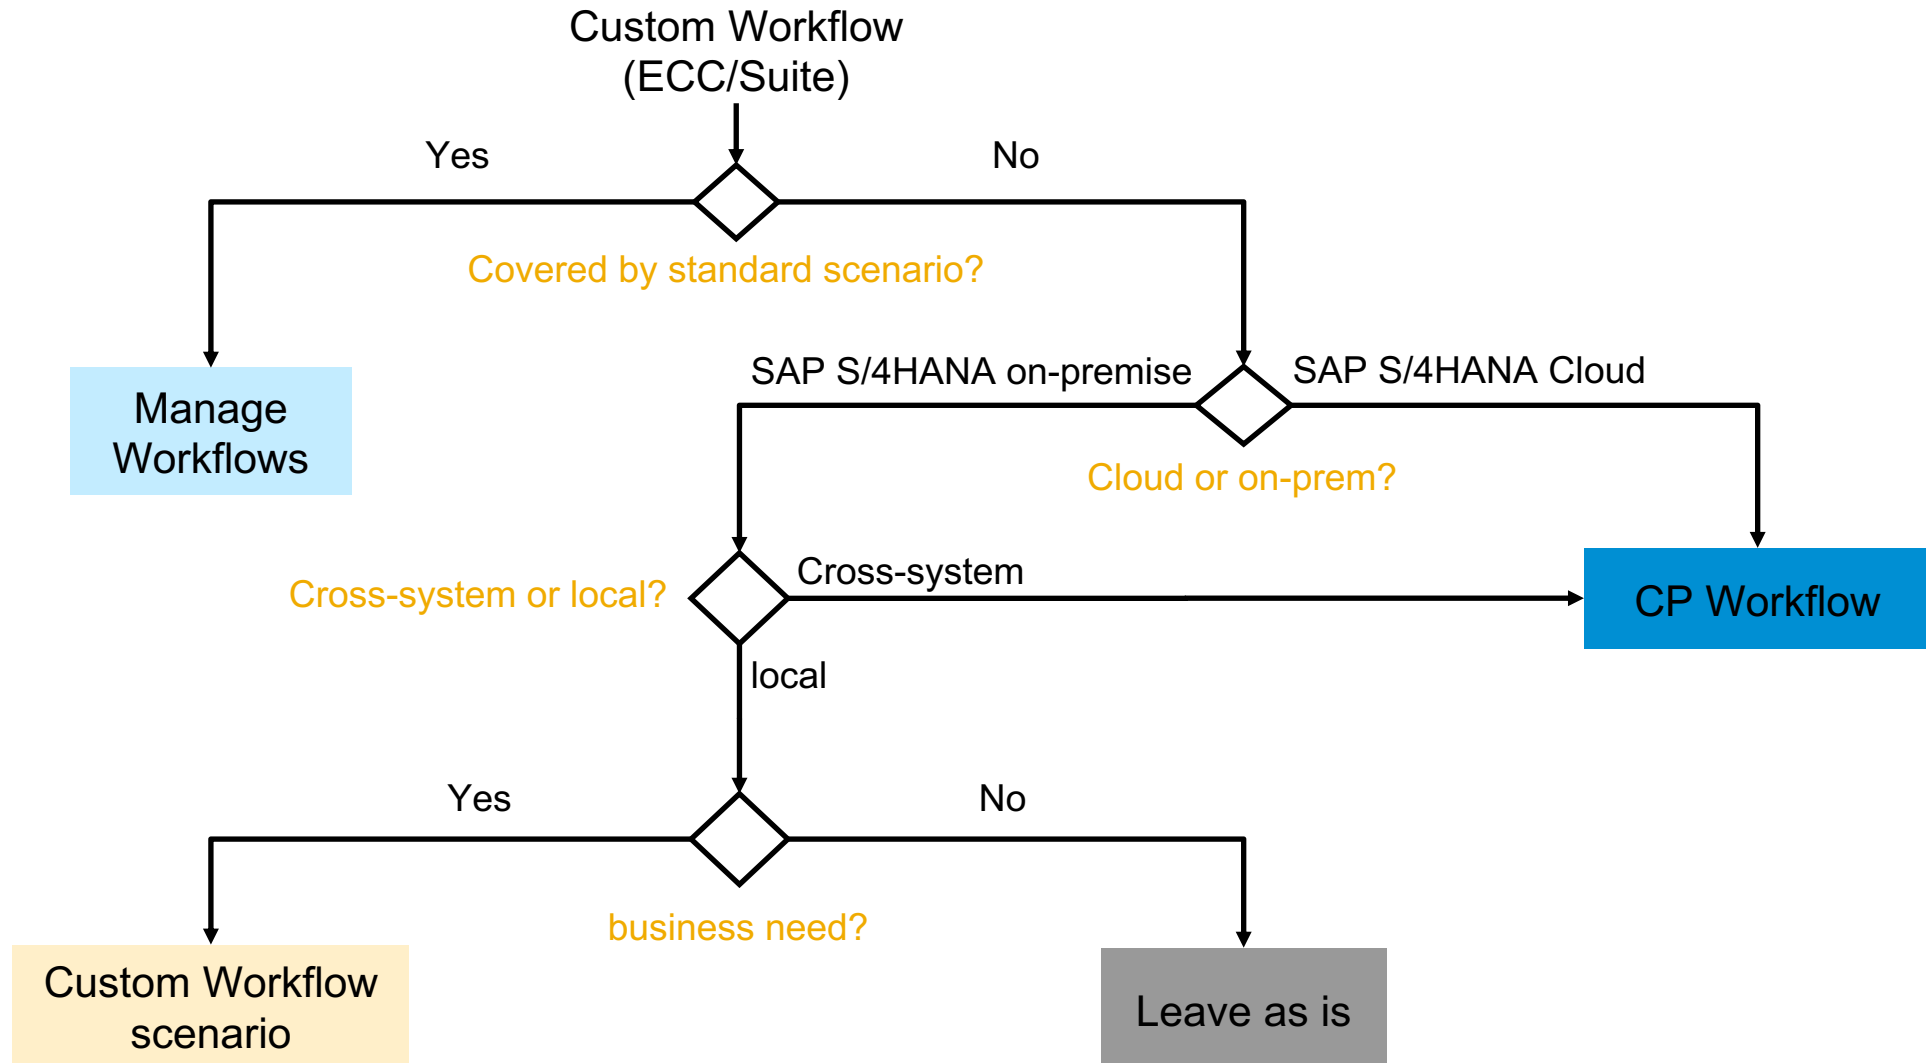 Custom Workflow
(ECC/Suite)
Yes
No
Covered by standard scenario?
SAP S/4HANA on-premise
SAP S/4HANA Cloud
Manage
Workflows
Cloud or on-prem?
Cross-system or local?
Cross-system
CP Workflow
local
Yes
No
business need?
Custom Workflow
scenario
Leave as is